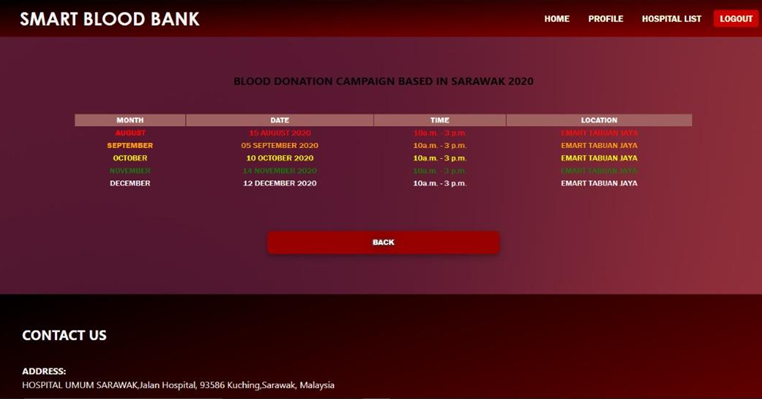 SMART BLOOD BANK
HOME PROFILE HOSPITAL LIST LOGOUT
BLOOD DONATION CAMPAIGN BASED IN SARAWAK 2020
MONTH DATE TIME LOCATION
AUGUST 15 AUGUST 2020 10a.m. - 3 p.m. EMART TABUAN JAYA
SEPTEMBER 05 SEPTEMBER 2020 10a.m. - 3 p.m. EMART TABUAN JAYA
OCTOBER 10 OCTOBER 2020 10a.m. - 3 p.m. EMART TABUAN JAYA
NOVEMBER 14 NOVEMBER 2020 10a.m. - 3 p.m. EMART TABUAN JAYA
DECEMBER 12 DECEMBER 2020 10a.m. - 3 p.m. EMART TABUAN JAYA
BACK
CONTACT US
ADDRESS:
HOSPITAL UMUM SARAWAK,Jalan Hospital, 93586 Kuching,Sarawak, Malaysia